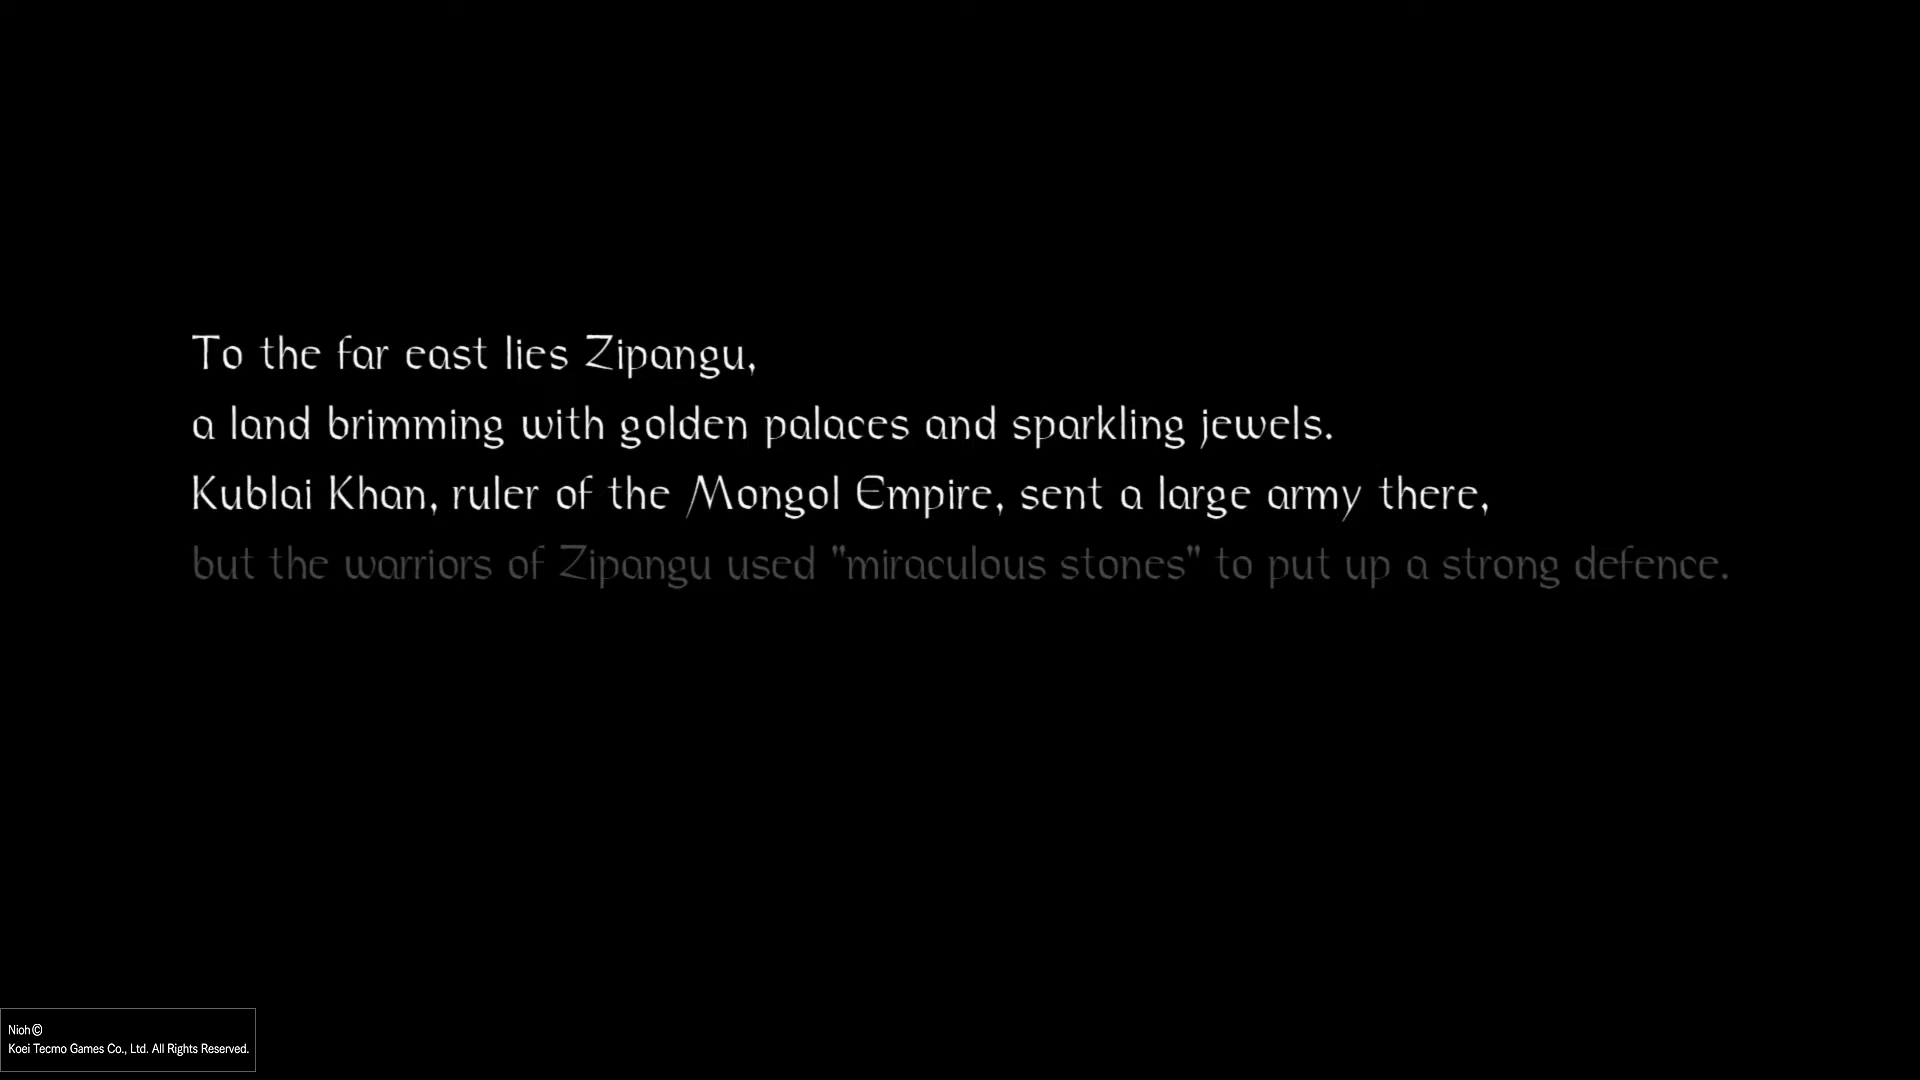 To the far east lies Zipangu,
a land brimming with golden palaces and sparkling jewels.
Kublai Khan, ruler of the Mongol Empire, sent a large army there,
but the warriors of Zipangu used "miraculous stones" to put up a strong defence.
Nioh©
Koei Tecmo Games Co., Ltd. All Rights Reserved.